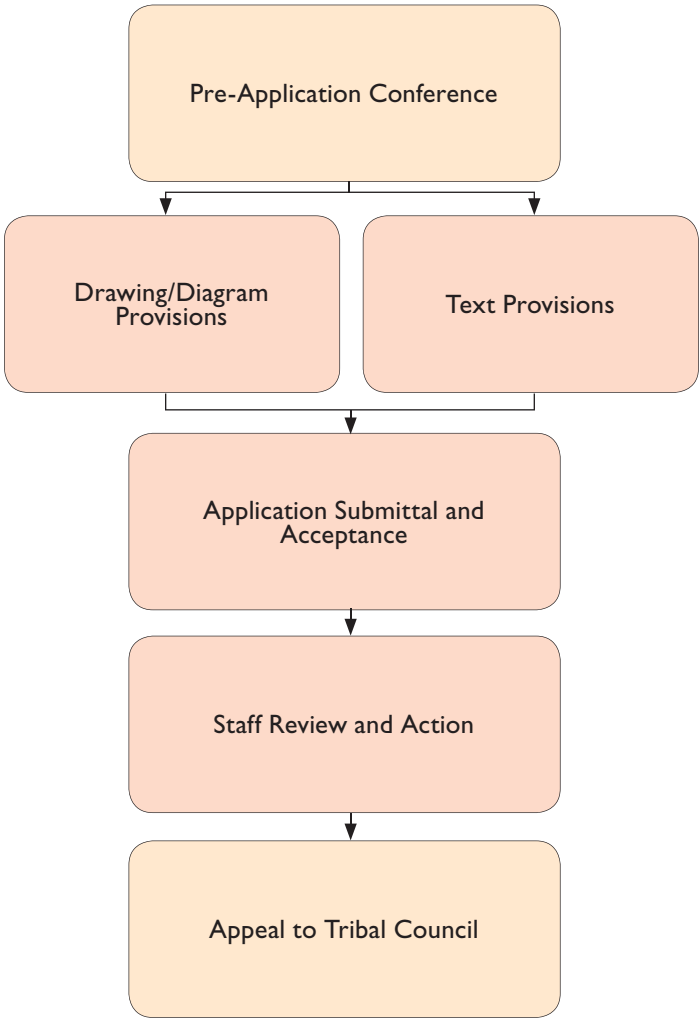 Pre-Application Conference
Drawing/Diagram
Provisions
Text Provisions
Application Submittal and
Acceptance
Staff Review and Action
Appeal to Tribal Council